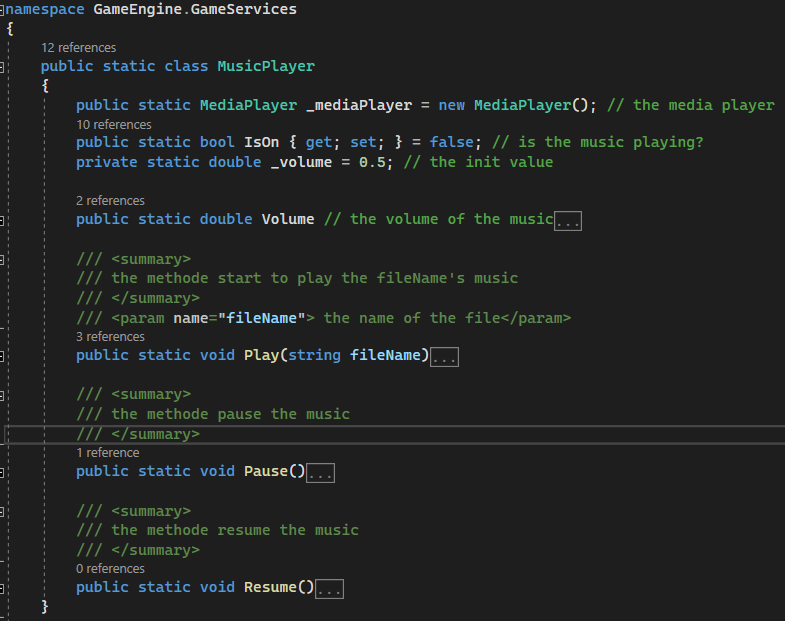 namespace GameEngine.GameServices
{
12 references
public static class MusicPlayer
{
public static MediaPlayer _mediaPlayer = new MediaPlayer(); // the media player
10 references
public static bool IsOn { get; set; } = false; // is the music playing?
private static double _volume = 0.5; // the init value
2 references
public static double Volume // the volume of the music...
/// <summary>
/// the methode start to play the fileName's music
/// </summary>
/// <param name="fileName"> the name of the file</param>
3 references
public static void Play(string fileName)...
/// <summary>
/// the methode pause the music
/// </summary>
1 reference
public static void Pause()...
/// <summary>
/// the methode resume the music
/// </summary>
0 references
public static void Resume()...
}